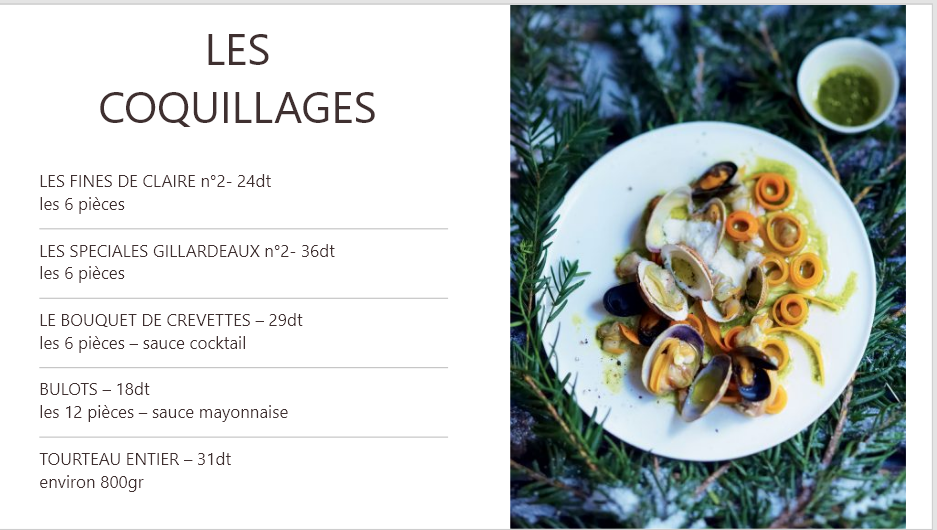 LES
COQUILLAGES
LES FINES DE CLAIRE n°2- 24dt
les 6 pièces
LES SPECIALES GILLARDEAUX n°2- 36dt
les 6 pièces
LE BOUQUET DE CREVETTES – 29dt
les 6 pièces – sauce cocktail
BULOTS – 18dt
les 12 pièces – sauce mayonnaise
TOURTEAU ENTIER – 31dt
environ 800gr